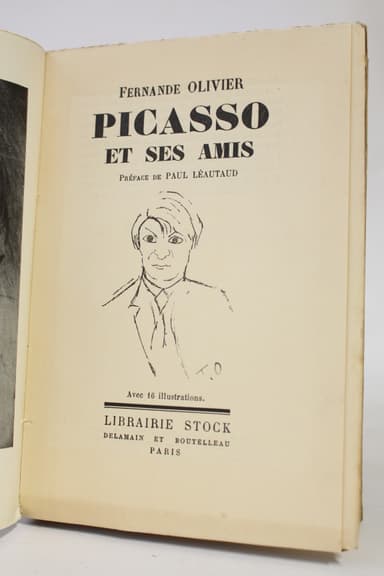 FERNANDE OLIVIER
PICASSO
ET SES AMIS
PRÉFACE DE PAUL LÉAUTAUD
F. O
Avec 16 illustrations.
LIBRAIRIE STOCK
DELAMAIN ET BOUTELLEAU
PARIS